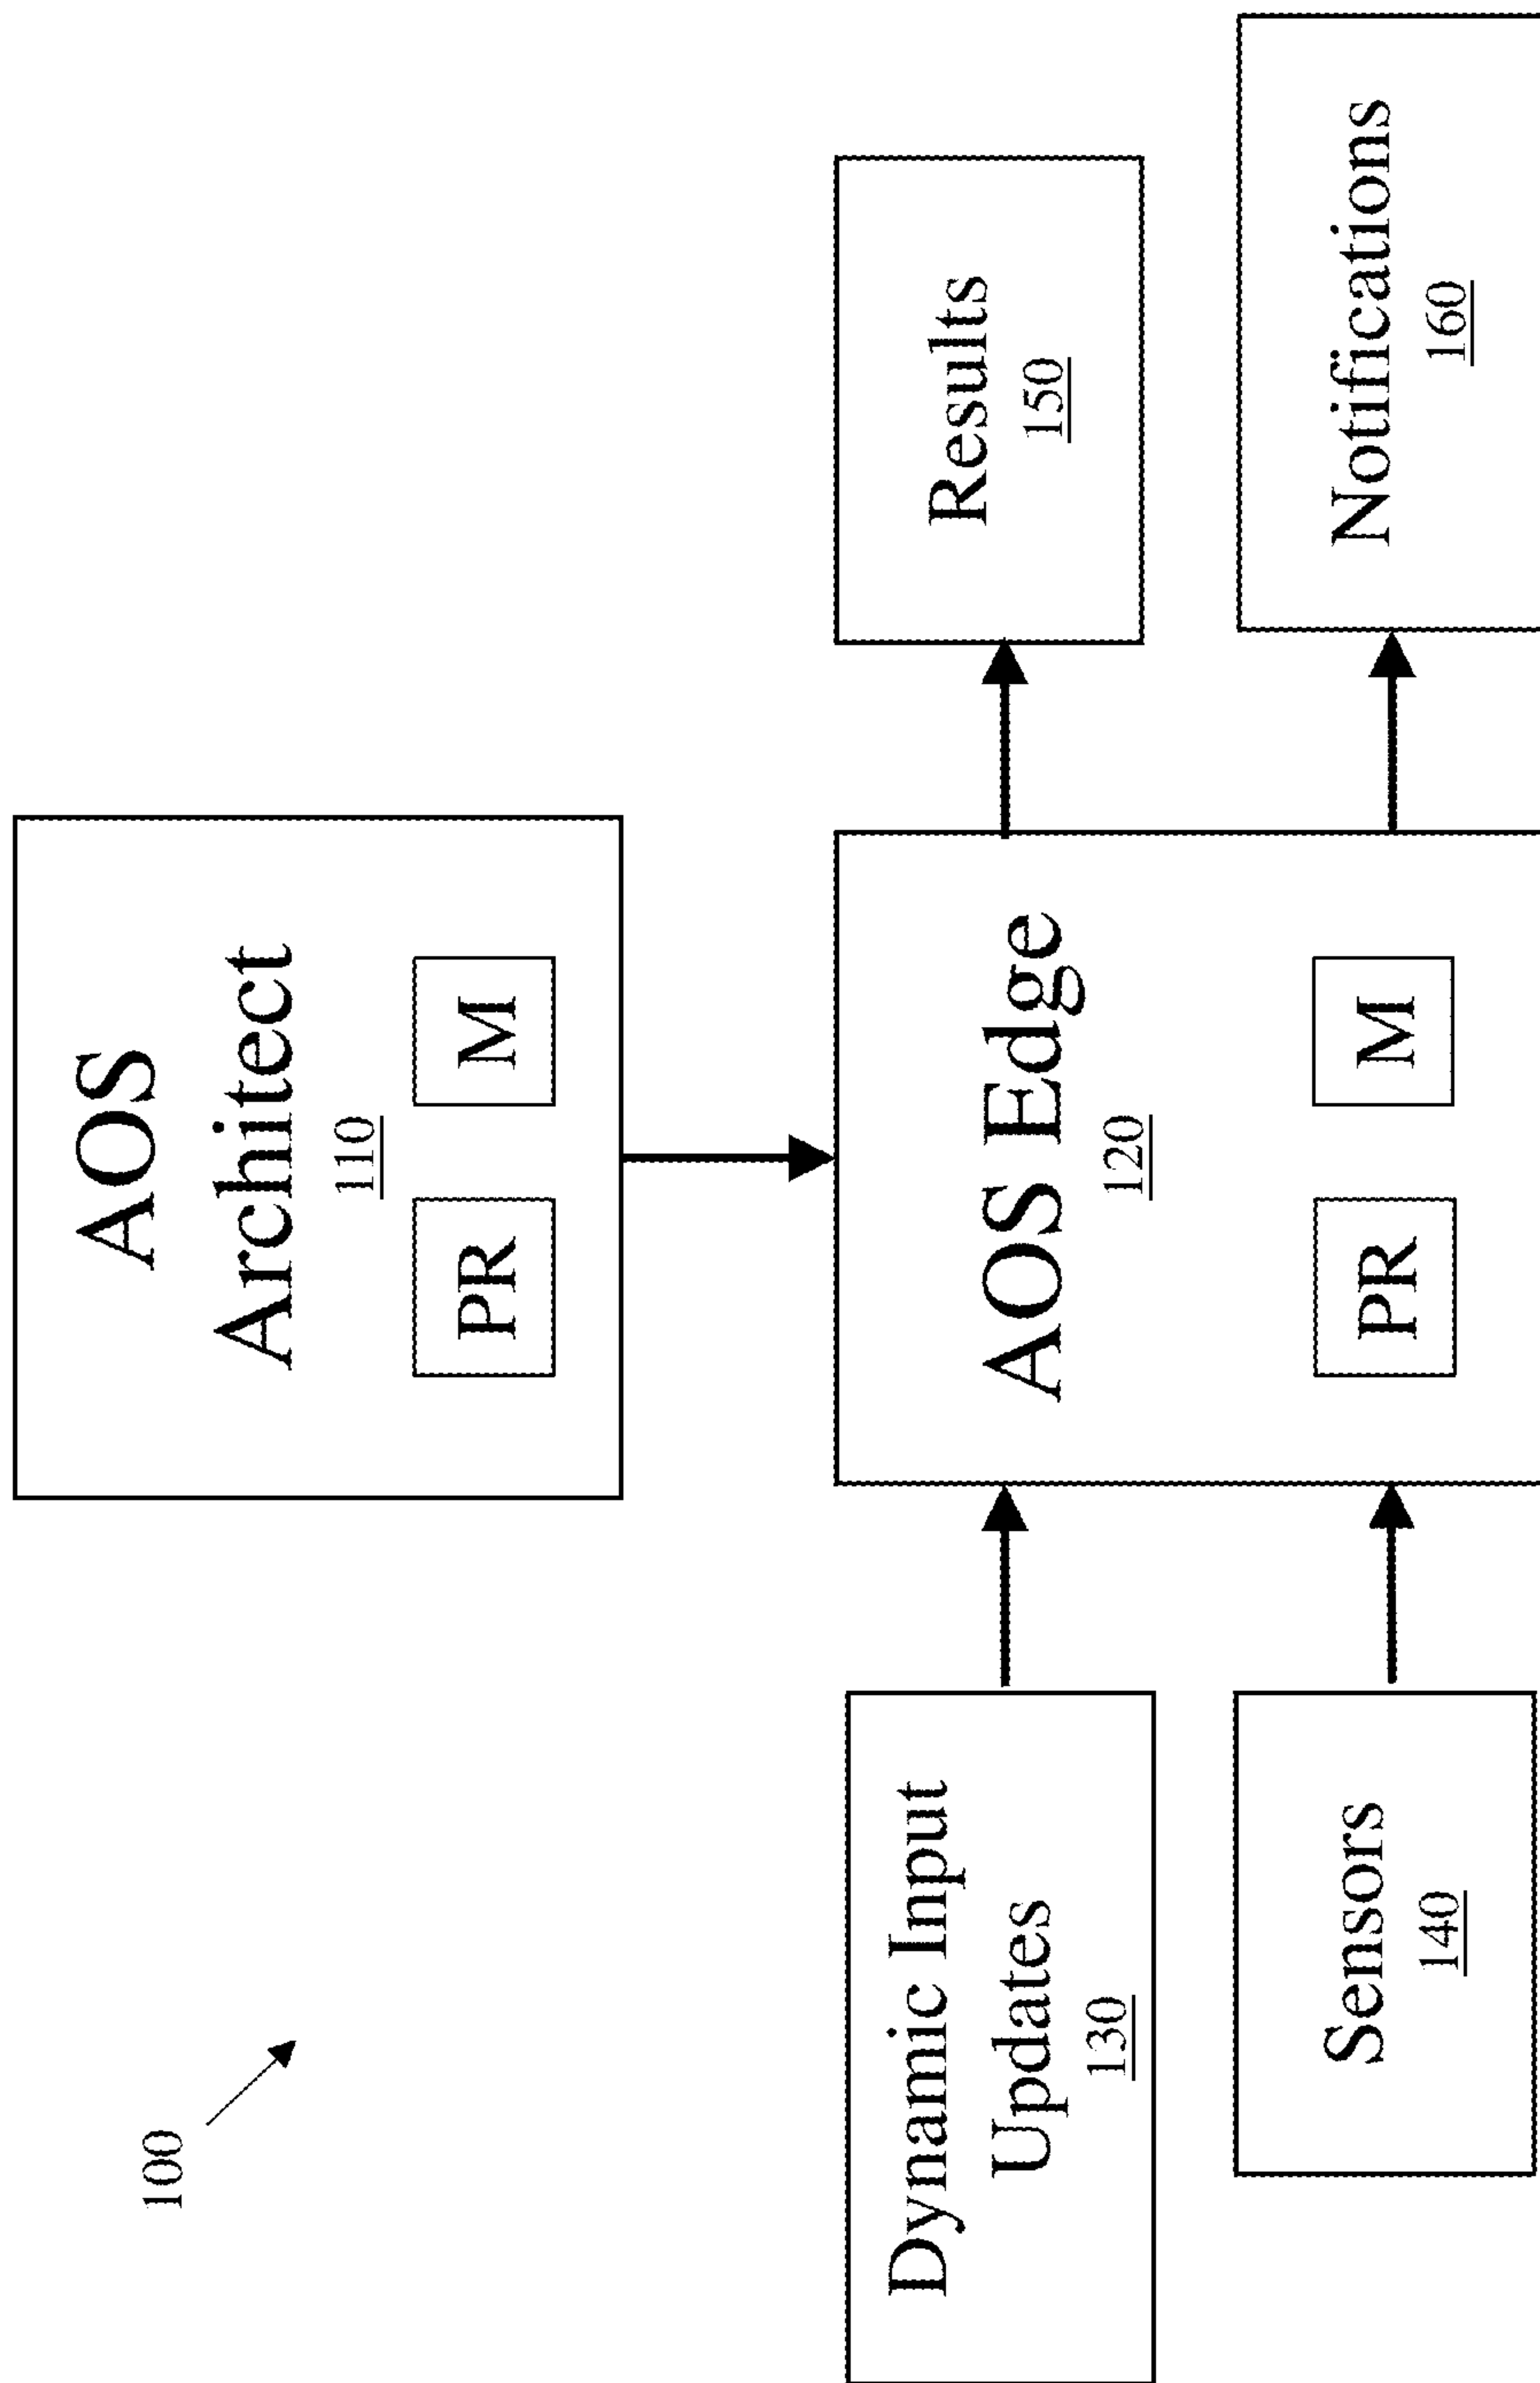 100
AOS
Architect
110
PR M
Dynamic Input
Updates
130
AOS Edge
120
PR M
Results
150
Sensors
140
Notifications
160